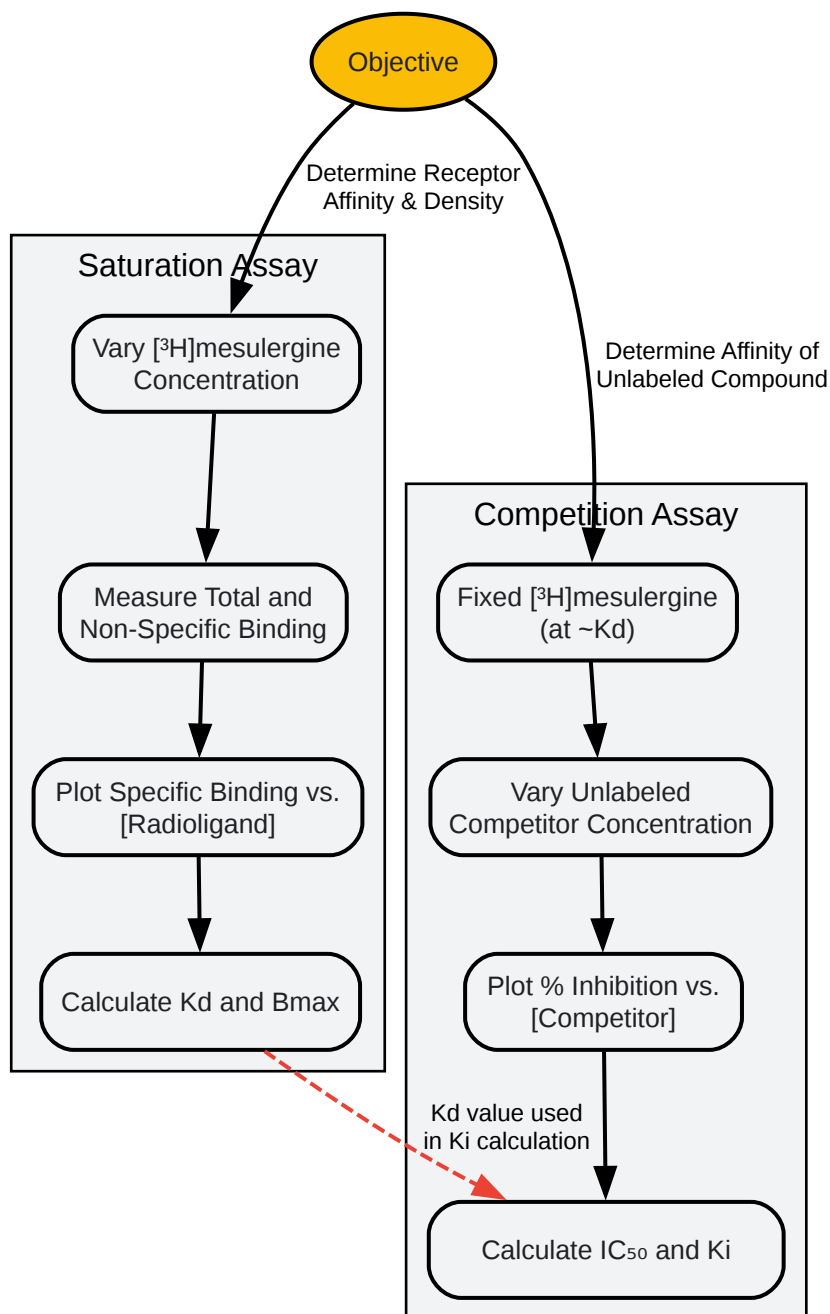 Objective
Determine Receptor
Affinity & Density
Saturation Assay
Vary [³H]mesulergine
Concentration
Measure Total and
Non-Specific Binding
Plot Specific Binding vs.
[Radioligand]
Calculate Kd and Bmax
Determine Affinity of
Unlabeled Compound
Competition Assay
Fixed [³H]mesulergine
(at ~Kd)
Vary Unlabeled
Competitor Concentration
Plot % Inhibition vs.
[Competitor]
Kd value used
in Ki calculation
Calculate IC₅₀ and Ki